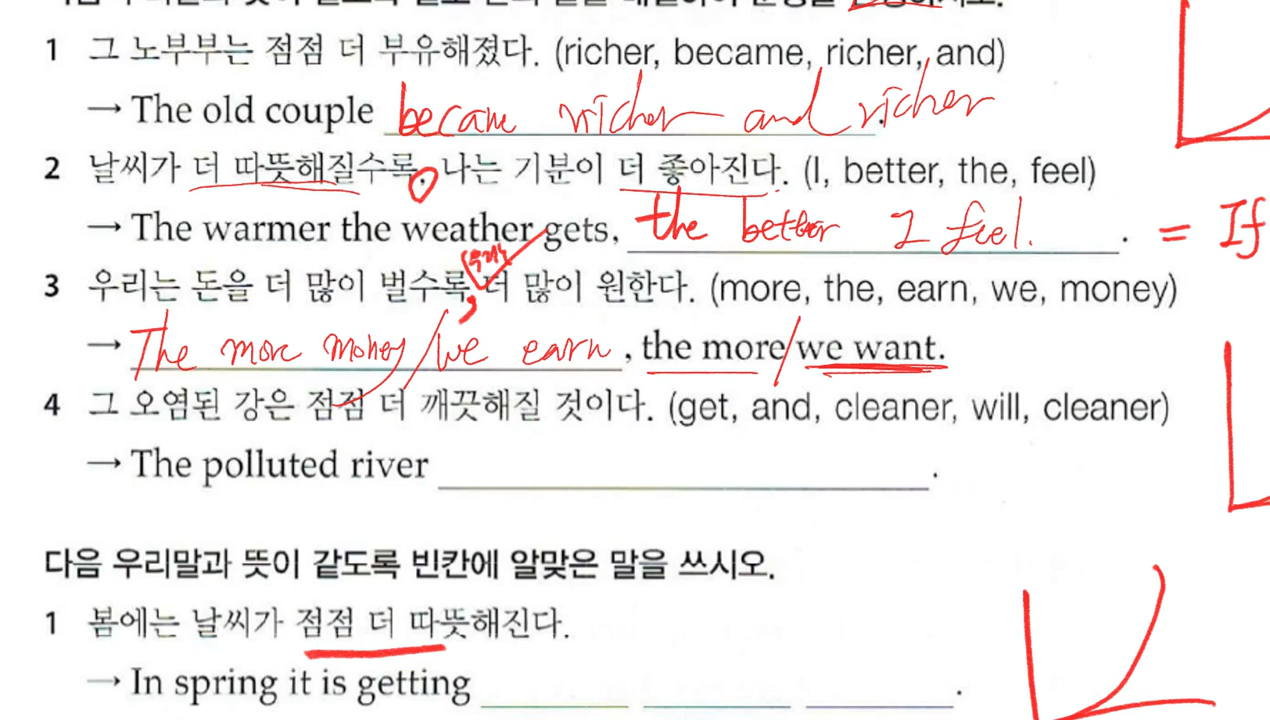 1 그 노부부는 점점 더 부유해졌다. (richer, became, richer, and)
→ The old couple became richer and richer.
2 날씨가 더 따뜻해질수록, 나는 기분이 더 좋아진다. (I, better, the, feel)
→ The warmer the weather gets, the better I feel. . = If
3 우리는 돈을 더 많이 벌수록, 더 많이 원한다. (more, the, earn, we, money)
→ The more money / we earn, the more / we want.
4 그 오염된 강은 점점 더 깨끗해질 것이다. (get, and, cleaner, will, cleaner)
→ The polluted river .
다음 우리말과 뜻이 같도록 빈칸에 알맞은 말을 쓰시오.
1 봄에는 날씨가 점점 더 따뜻해진다.
→ In spring it is getting .